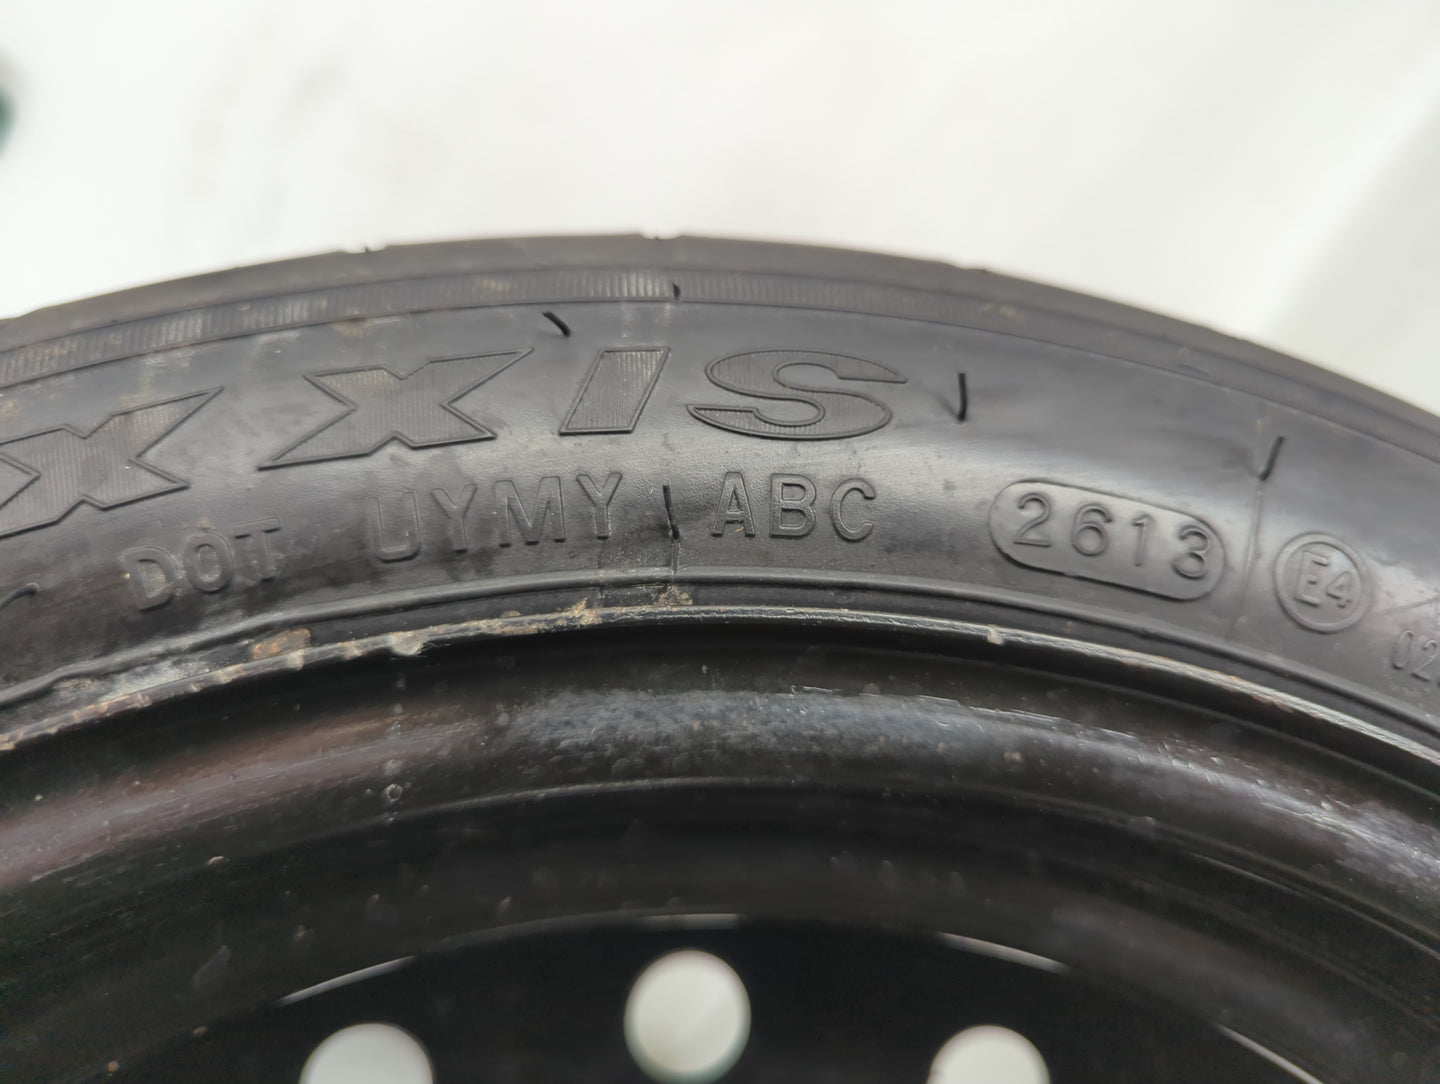 XXIS
DOT UYMY ABC 2613 E4